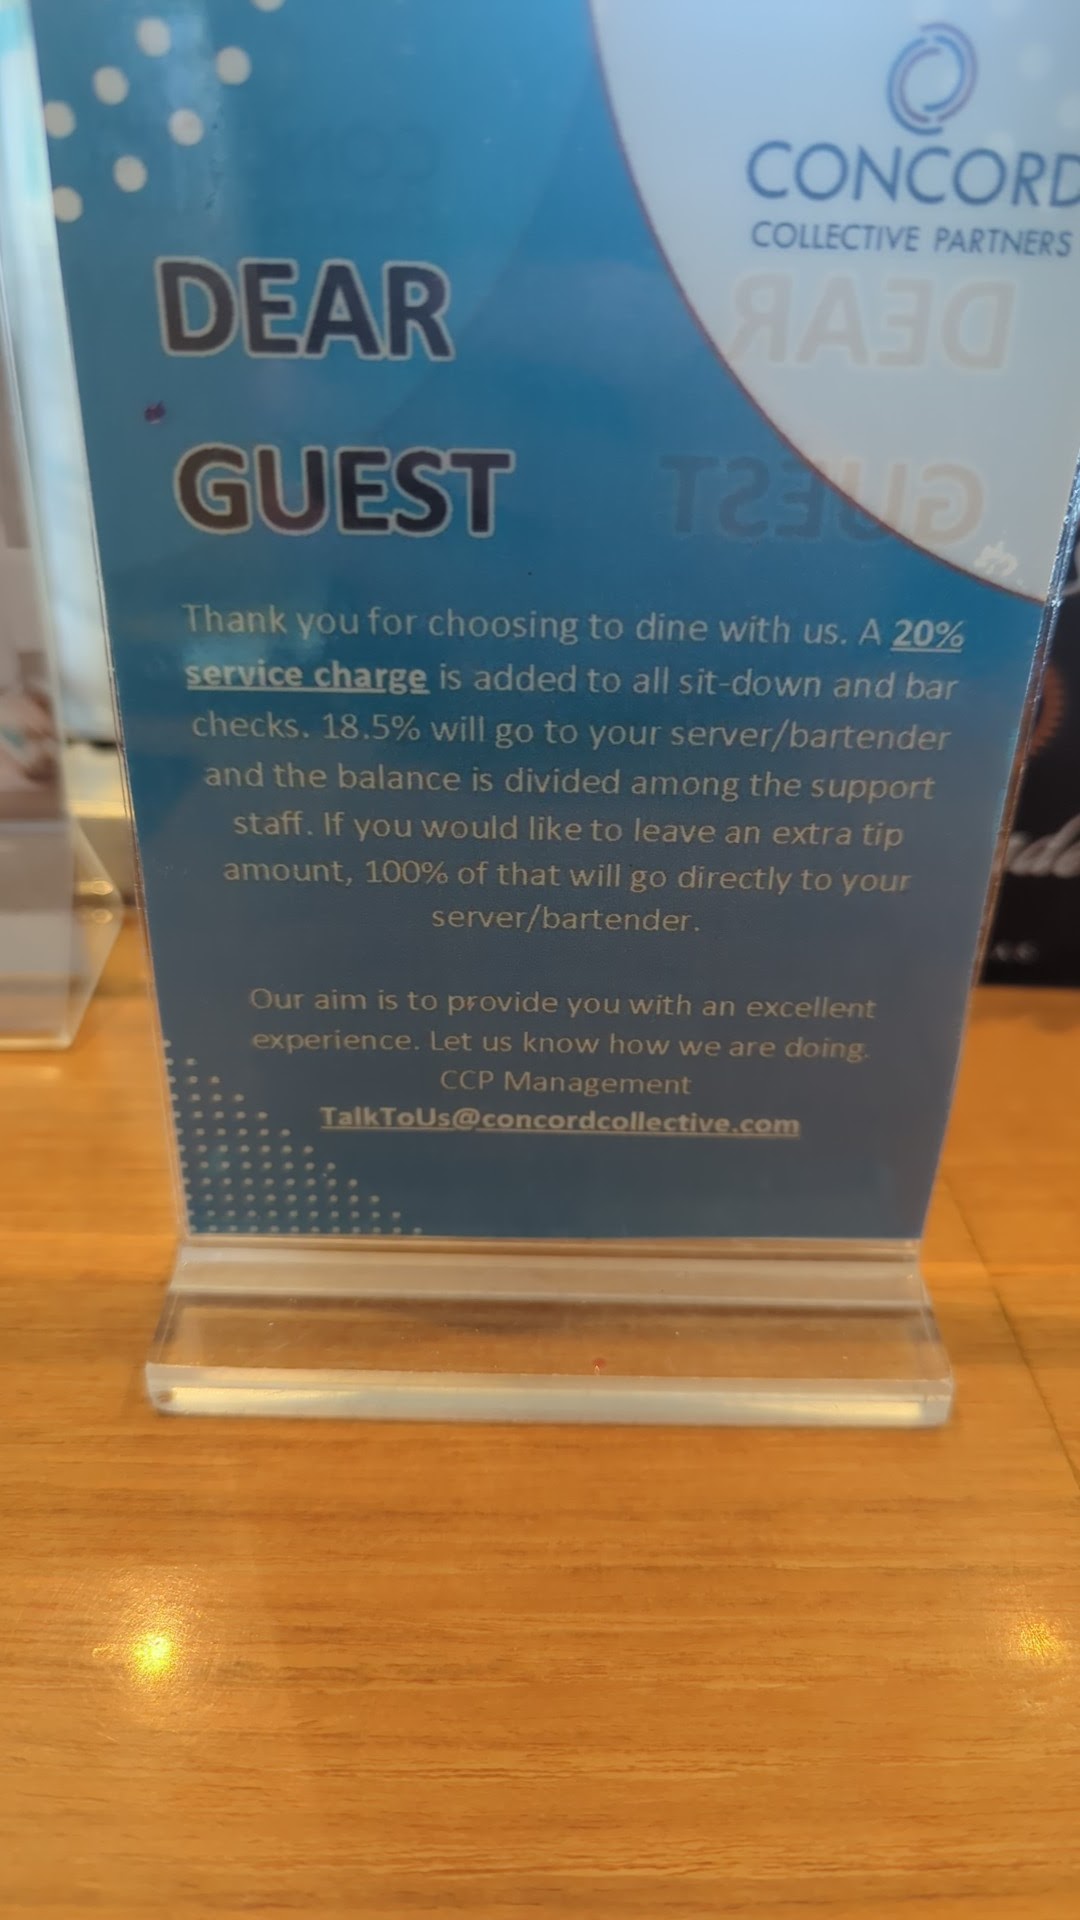 CONCORD
COLLECTIVE PARTNERS
DEAR
GUEST
Thank you for choosing to dine with us. A 20%
service charge is added to all sit-down and bar
checks. 18.5% will go to your server/bartender
and the balance is divided among the support
staff. If you would like to leave an extra tip
amount, 100% of that will go directly to your
server/bartender.
Our aim is to provide you with an excellent
experience. Let us know how we are doing.
CCP Management
TalkToUs@concordcollective.com